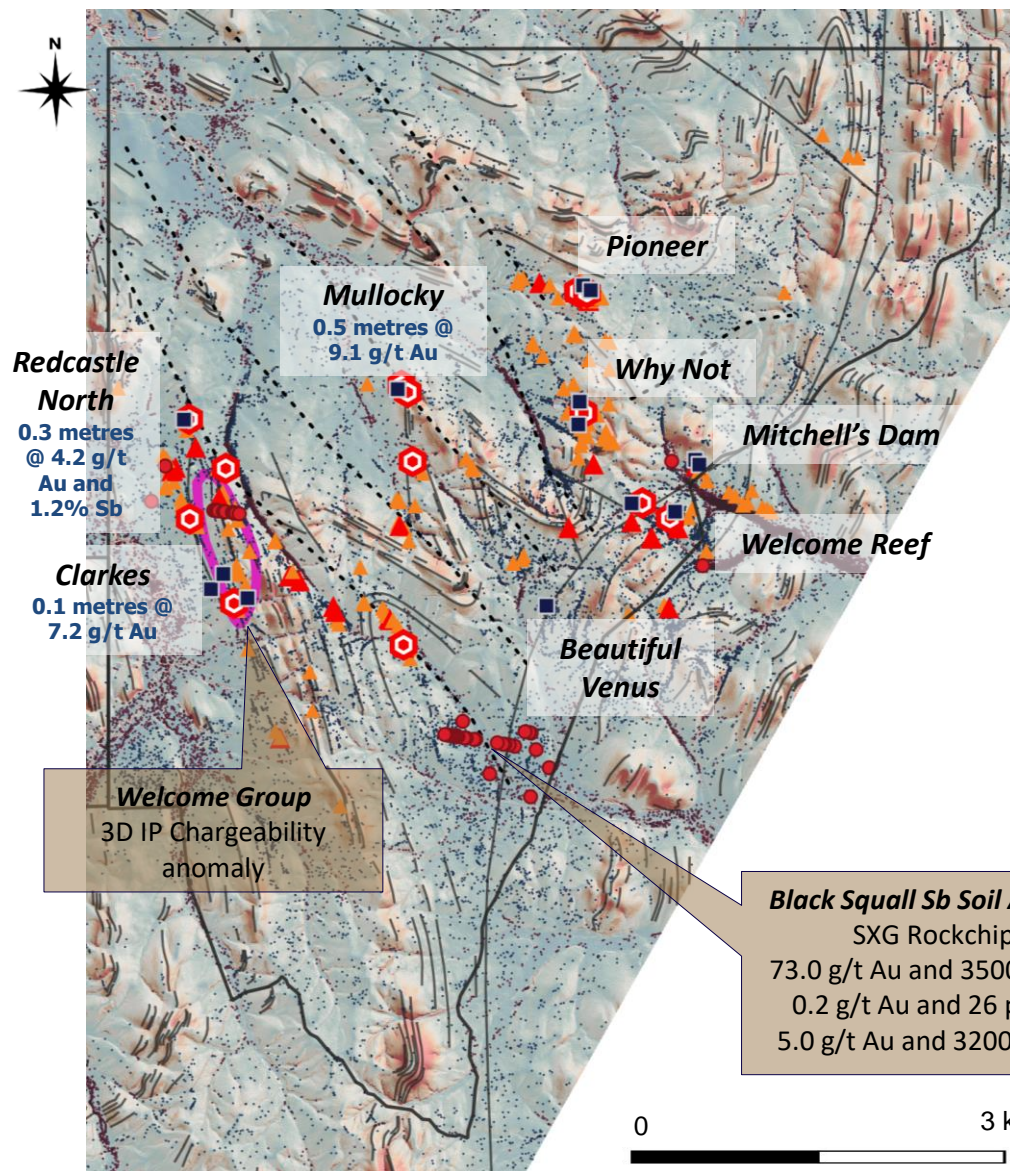 N
Pioneer
Mullocky
0.5 metres @
9.1 g/t Au
Redcastle
North
0.3 metres
@ 4.2 g/t
Au and
1.2% Sb
Why Not
Mitchell's Dam
Welcome Reef
Clarkes
0.1 metres @
7.2 g/t Au
Beautiful
Venus
Welcome Group
3D IP Chargeability
anomaly
Black Squall Sb Soil
SXG Rockchip
73.0 g/t Au and 3500
0.2 g/t Au and 26
5.0 g/t Au and 3200
0
3